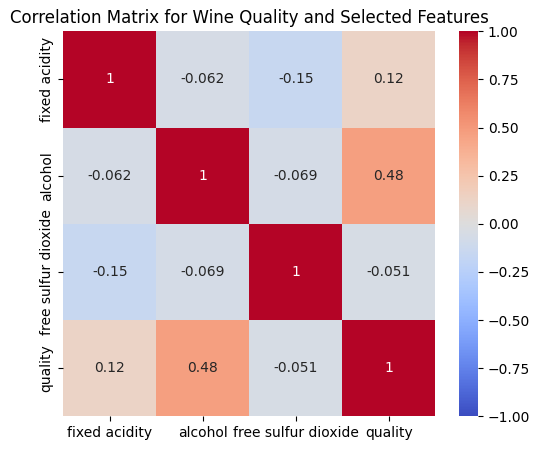 Correlation Matrix for Wine Quality and Selected Features
fixed acidity 1 -0.062 -0.15 0.12
alcohol -0.062 1 -0.069 0.48
free sulfur dioxide -0.15 -0.069 1 -0.051
quality 0.12 0.48 -0.051 1
fixed acidity alcohol free sulfur dioxide quality
1.00
0.75
0.50
0.25
0.00
−0.25
−0.50
−0.75
−1.00